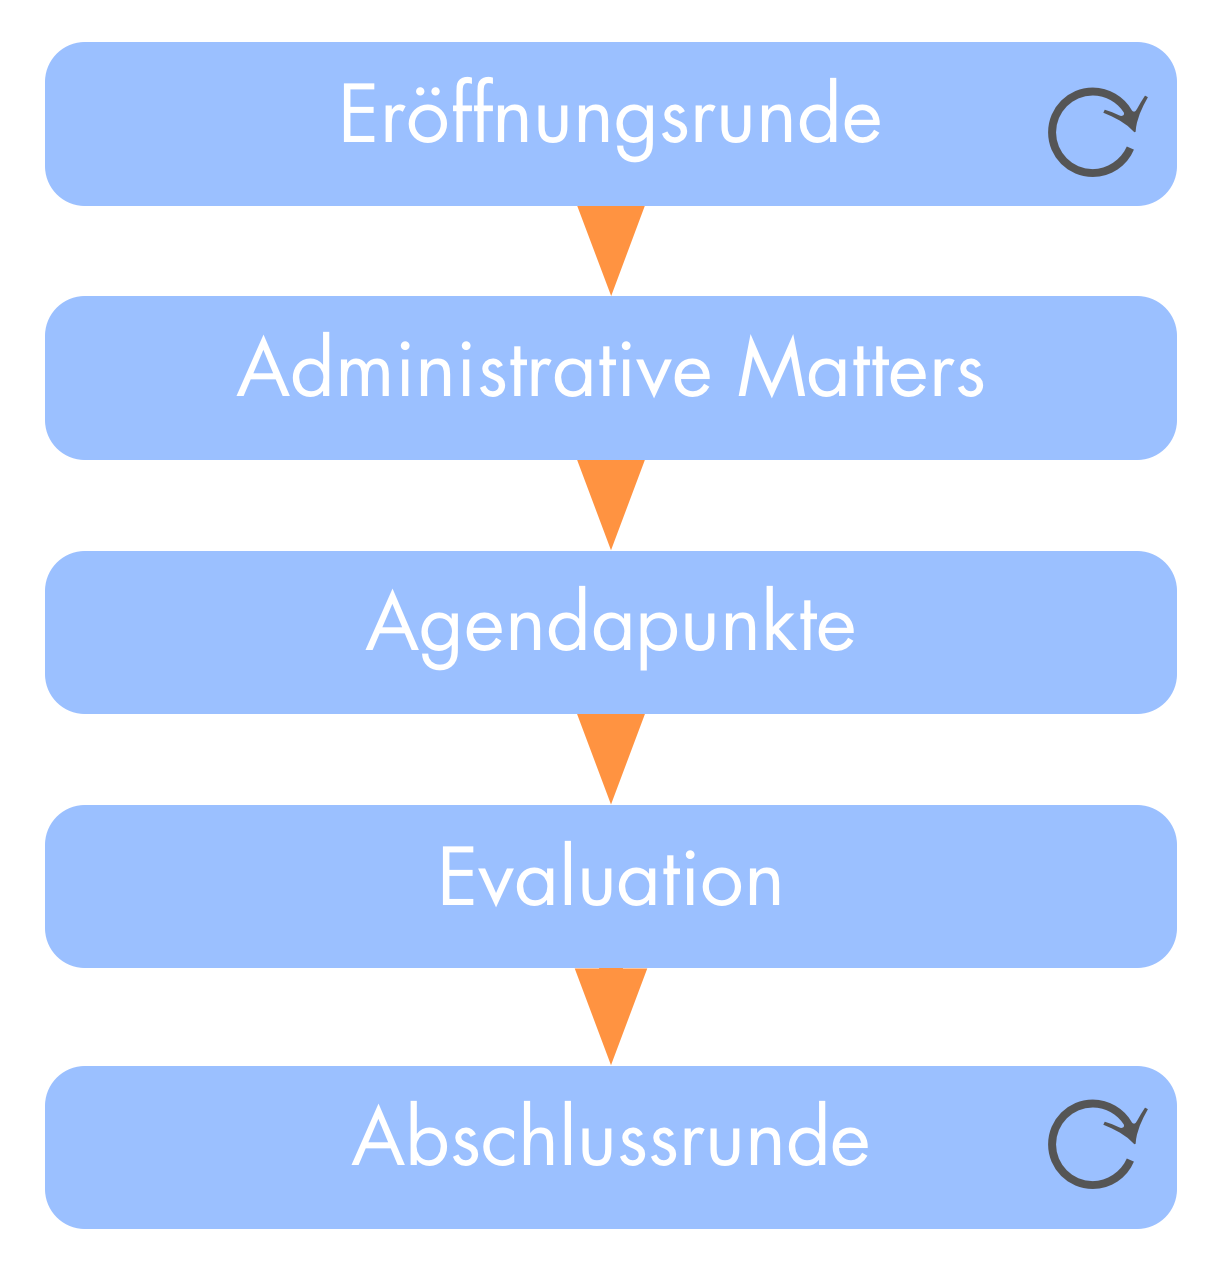 Eröffnungsrunde
Administrative Matters
Agendapunkte
Evaluation
Abschlussrunde